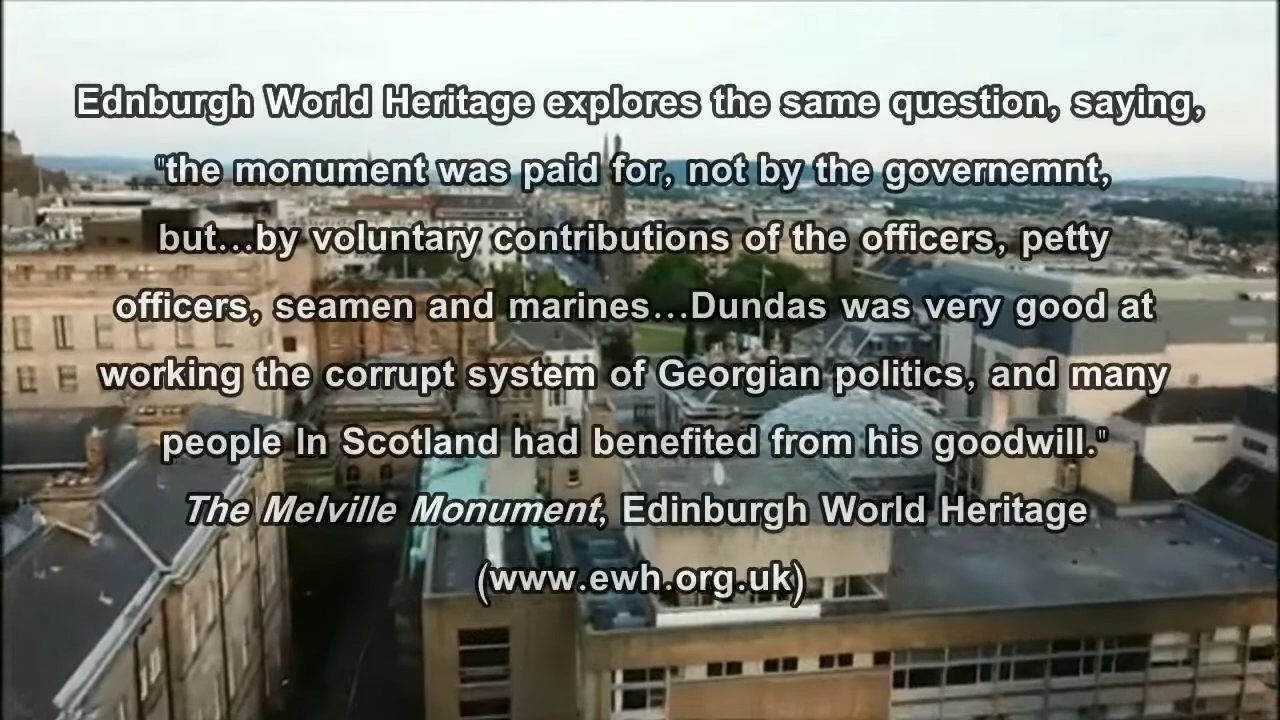 Ednburgh World Heritage explores the same question, saying,
"the monument was paid for, not by the governemnt,
but...by voluntary contributions of the officers, petty
officers, seamen and marines...Dundas was very good at
working the corrupt system of Georgian politics, and many
people In Scotland had benefited from his goodwill."
The Melville Monument, Edinburgh World Heritage
(www.ewh.org.uk)